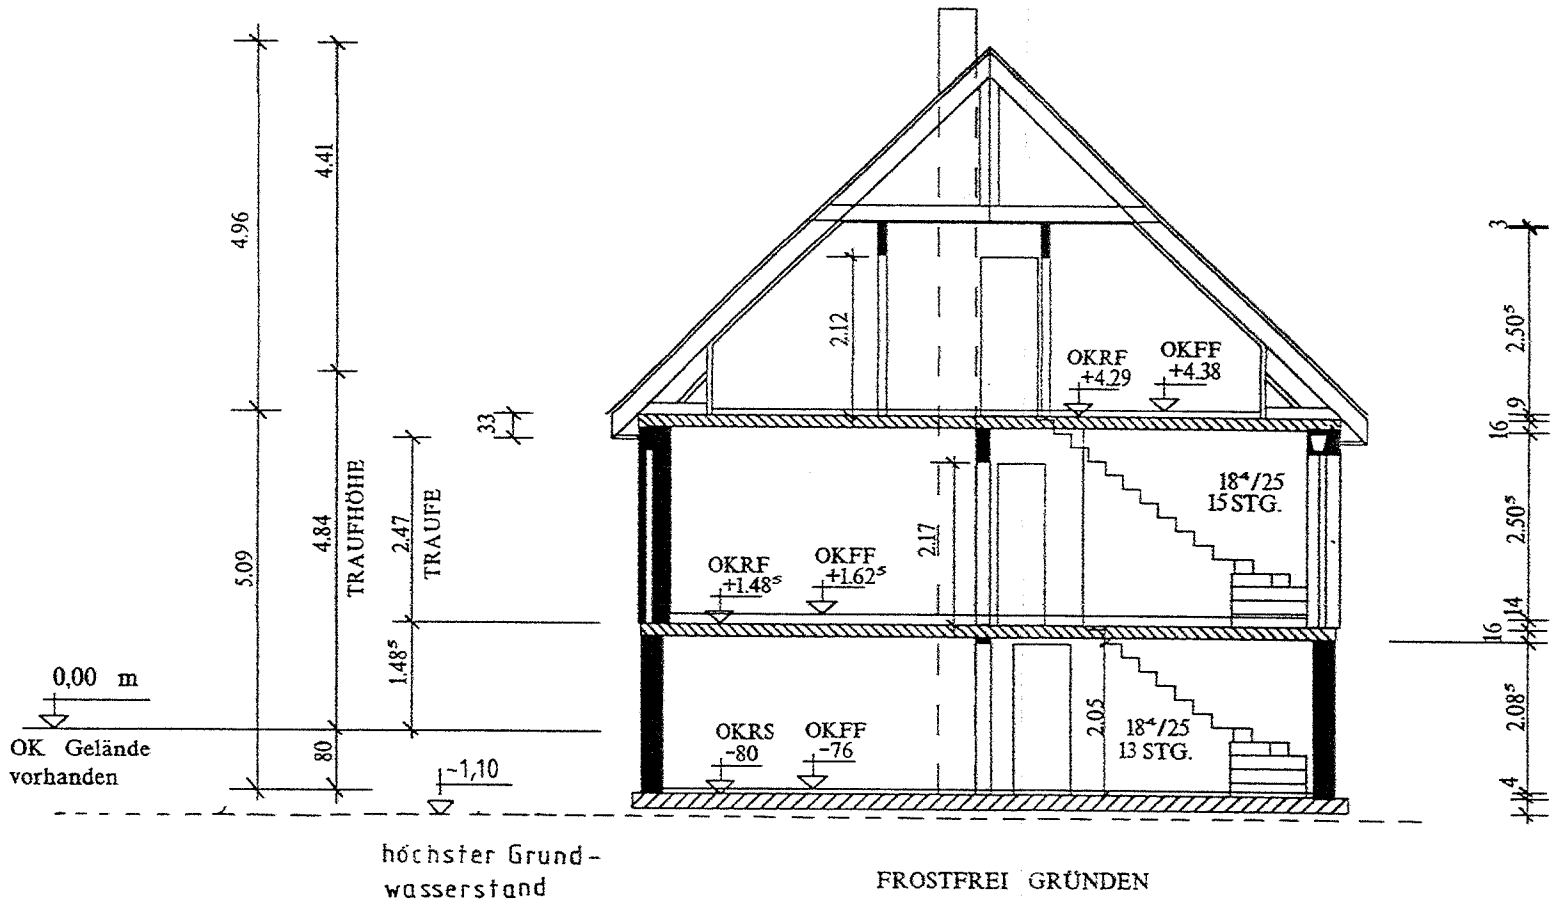 4.96
5.09
4.41
4.84
80
TRAUFHÖHE
33
2.47
TRAUFE
1.48⁵
0,00 m
OK Gelände
vorhanden
-1,10
höchster Grund-
wasserstand
2.12
OKRF
+4.29
OKFF
+4.38
2.17
18⁴/25
15 STG.
OKRF
+1.48⁵
OKFF
+1.62⁵
OKRS
-80
OKFF
-76
2.05
18⁴/25
13 STG.
3
2.50⁵
9
16
2.50⁵
14
16
2.08⁵
4
FROSTFREI GRÜNDEN